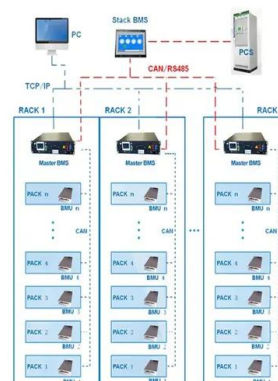 PC
Stack BMS
PCS
CAN/RS485
TCP/IP
RACK 1
RACK 2
RACK
Master BMS
Master BMS
Master BMS
PACK n
BMU n
PACK n
BMU n
PACK n
BMU n
CAN
CAN
CAN
PACK 4
BMU 4
PACK 4
BMU 4
PACK 4
BMU 4
PACK 3
BMU 3
PACK 3
BMU 3
PACK 3
BMU 3
PACK 2
BMU 2
PACK 2
BMU 2
PACK 2
BMU 2
PACK 1
PACK 1
PACK 1